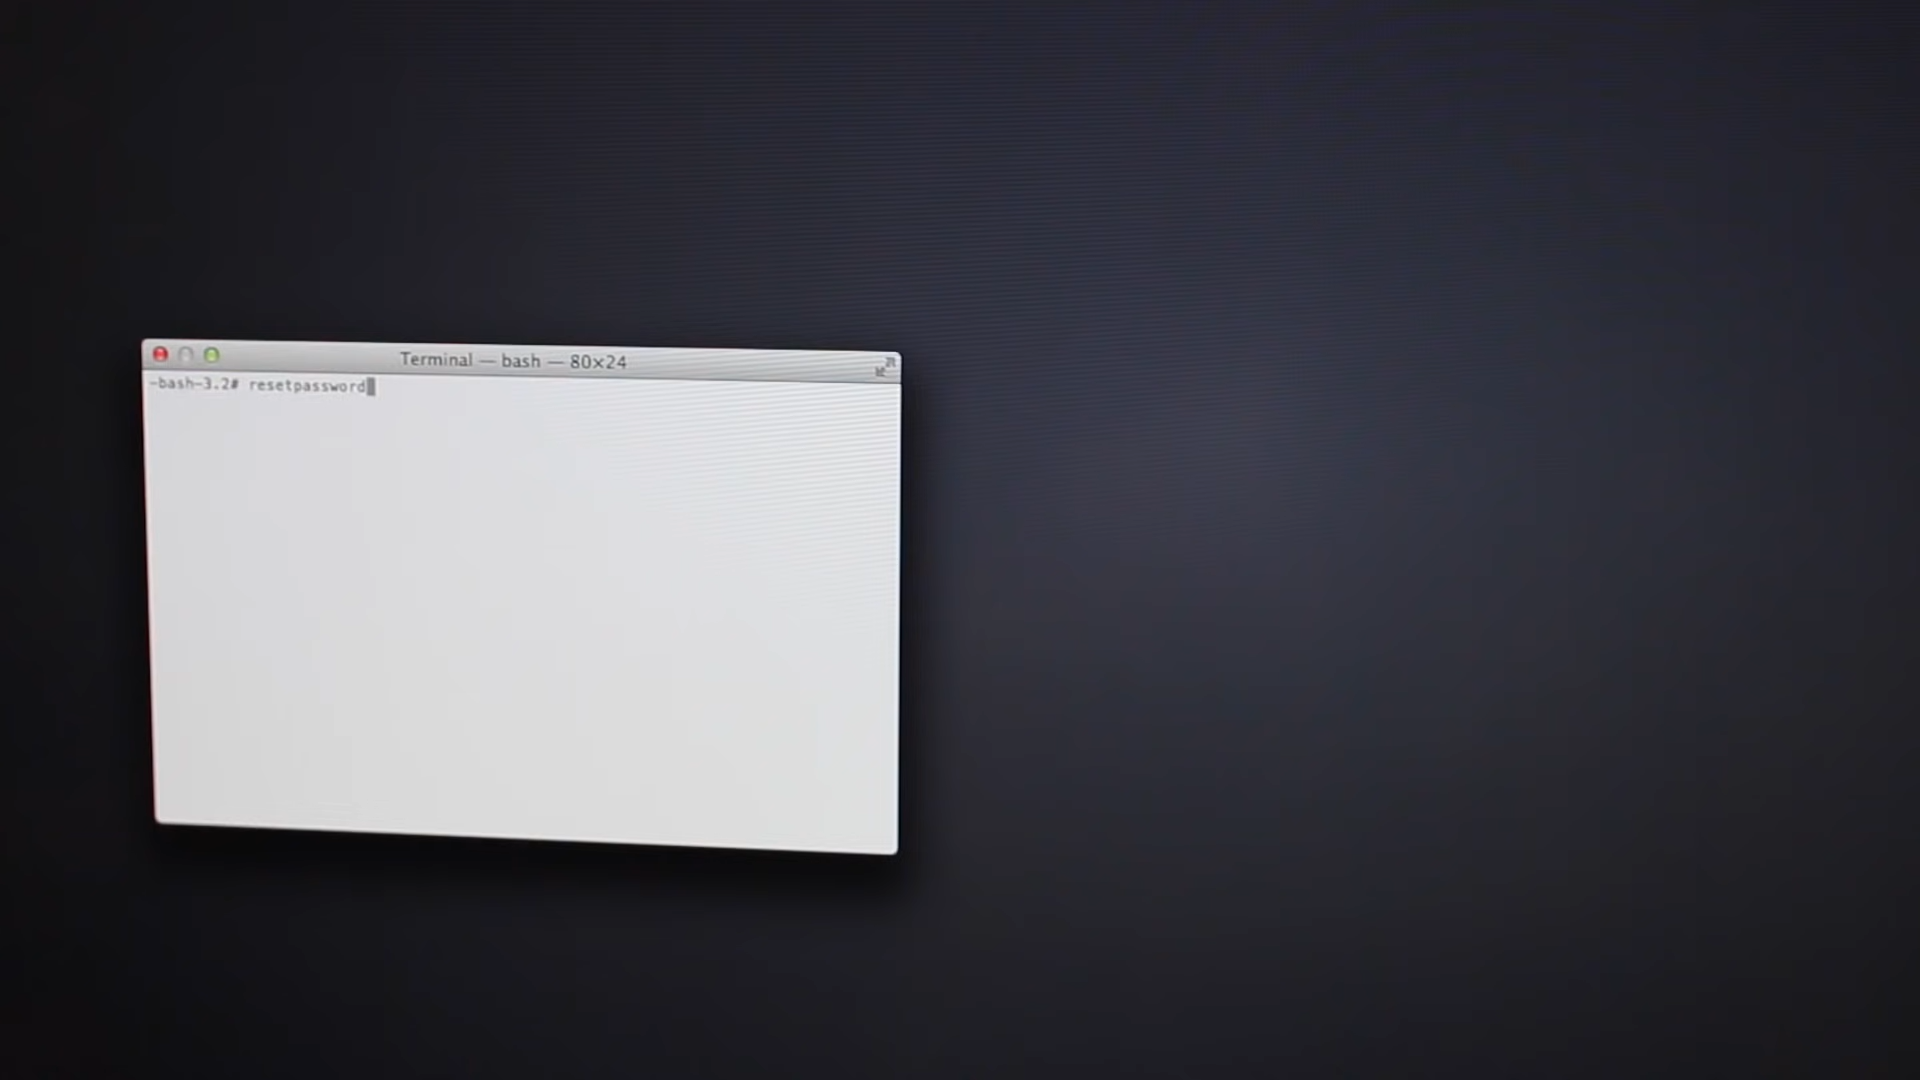 Terminal — bash — 80×24
-bash-3.2# resetpassword